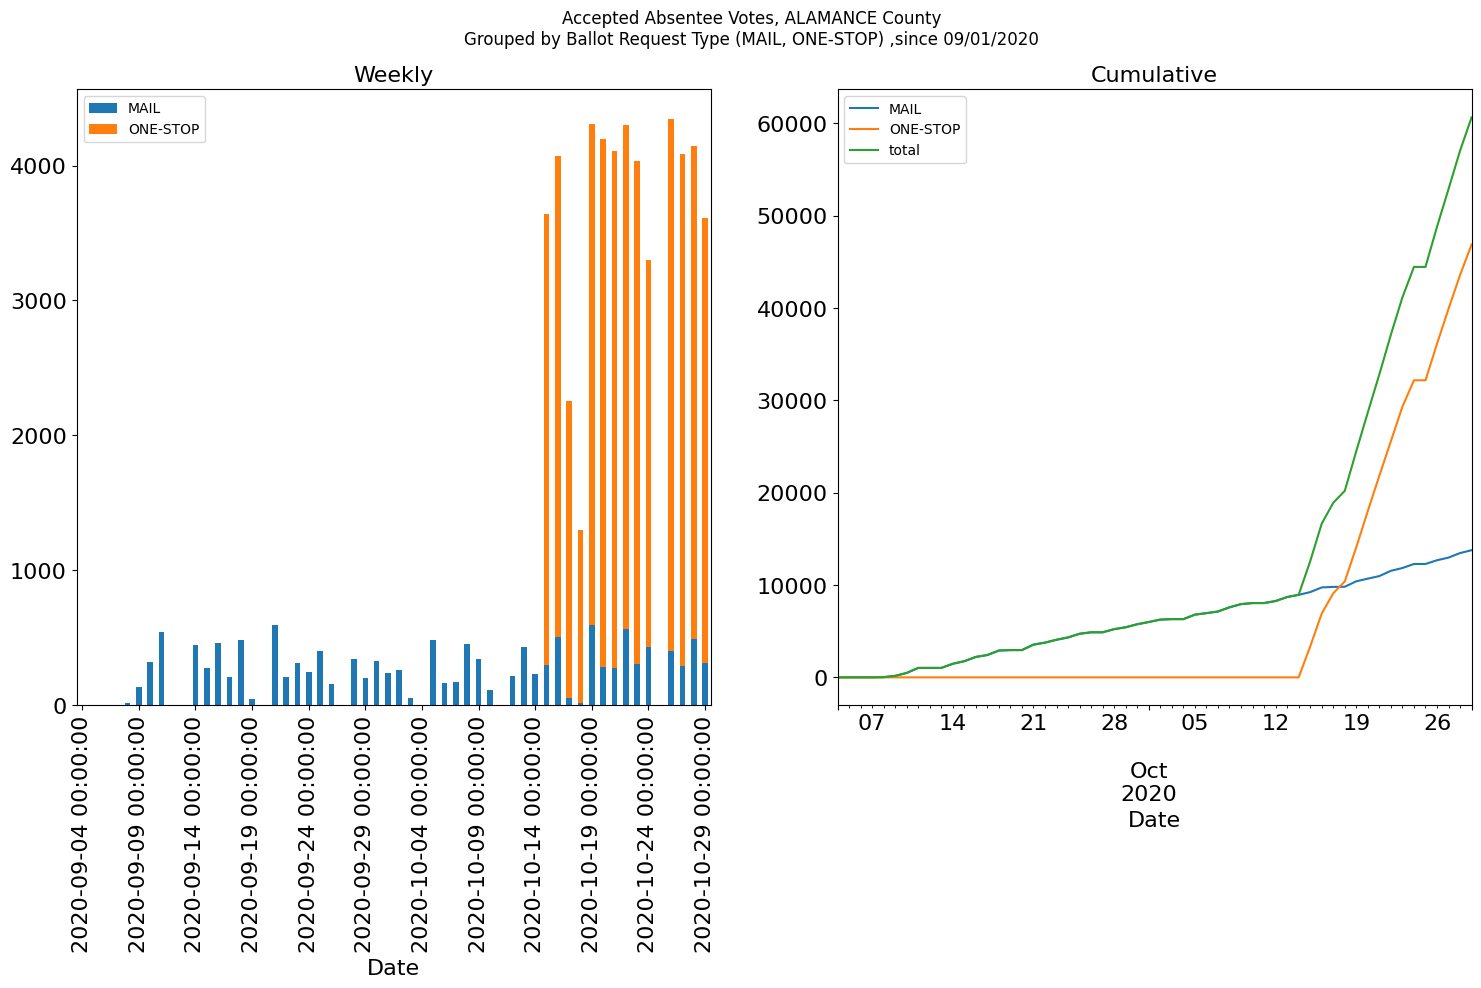 Accepted Absentee Votes, ALAMANCE County
Grouped by Ballot Request Type (MAIL, ONE-STOP) ,since 09/01/2020
Weekly
MAIL
ONE-STOP
4000
3000
2000
1000
0
2020-09-04 00:00:00
2020-09-09 00:00:00
2020-09-14 00:00:00
2020-09-19 00:00:00
2020-09-24 00:00:00
2020-09-29 00:00:00
2020-10-04 00:00:00
2020-10-09 00:00:00
2020-10-14 00:00:00
2020-10-19 00:00:00
2020-10-24 00:00:00
2020-10-29 00:00:00
Date
Cumulative
MAIL
ONE-STOP
total
60000
50000
40000
30000
20000
10000
0
07 14 21 28 05 12 19 26
Oct
2020
Date